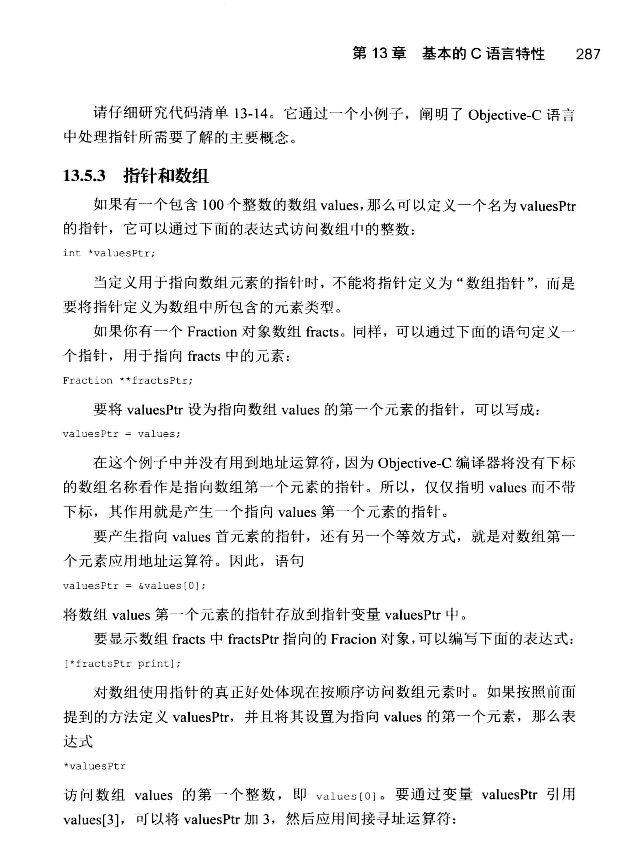 第 13 章 基本的 C 语言特性 287
请仔细研究代码清单 13-14。它通过一个小例子，阐明了 Objective-C 语言
中处理指针所需要了解的主要概念。
13.5.3 指针和数组
如果有一个包含 100 个整数的数组 values，那么可以定义一个名为 valuesPtr
的指针，它可以通过下面的表达式访问数组中的整数：
int *valuesPtr;
当定义用于指向数组元素的指针时，不能将指针定义为“数组指针”，而是
要将指针定义为数组中所包含的元素类型。
如果你有一个 Fraction 对象数组 fracts。同样，可以通过下面的语句定义一
个指针，用于指向 fracts 中的元素：
Fraction **fractsPtr;
要将 valuesPtr 设为指向数组 values 的第一个元素的指针，可以写成：
valuesPtr = values;
在这个例子中并没有用到地址运算符，因为 Objective-C 编译器将没有下标
的数组名称看作是指向数组第一个元素的指针。所以，仅仅指明 values 而不带
下标，其作用就是产生一个指向 values 第一个元素的指针。
要产生指向 values 首元素的指针，还有另一个等效方式，就是对数组第一
个元素应用地址运算符。因此，语句
valuesPtr = &values[0];
将数组 values 第一个元素的指针存放到指针变量 valuesPtr 中。
要显示数组 fracts 中 fractsPtr 指向的 Fracion 对象，可以编写下面的表达式：
[*fractsPtr print];
对数组使用指针的真正好处体现在按顺序访问数组元素时。如果按照前面
提到的方法定义 valuesPtr，并且将其设置为指向 values 的第一个元素，那么表
达式
*valuesPtr
访问数组 values 的第一个整数，即 values[0]。要通过变量 valuesPtr 引用
values[3]，可以将 valuesPtr 加 3，然后应用间接寻址运算符：